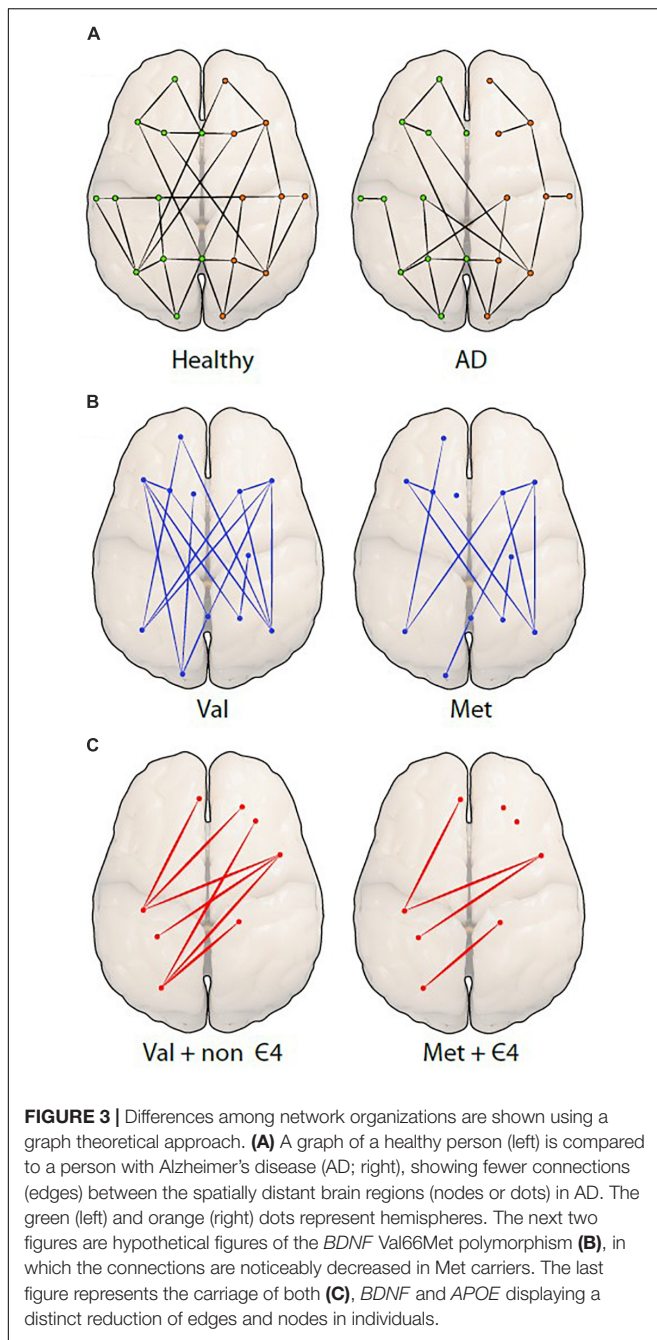 A
Healthy
AD
B
Val
Met
C
Val + non Є4
Met + Є4
FIGURE 3 | Differences among network organizations are shown using a
graph theoretical approach. (A) A graph of a healthy person (left) is compared
to a person with Alzheimer's disease (AD; right), showing fewer connections
(edges) between the spatially distant brain regions (nodes or dots) in AD. The
green (left) and orange (right) dots represent hemispheres. The next two
figures are hypothetical figures of the BDNF Val66Met polymorphism (B), in
which the connections are noticeably decreased in Met carriers. The last
figure represents the carriage of both (C), BDNF and APOE displaying a
distinct reduction of edges and nodes in individuals.